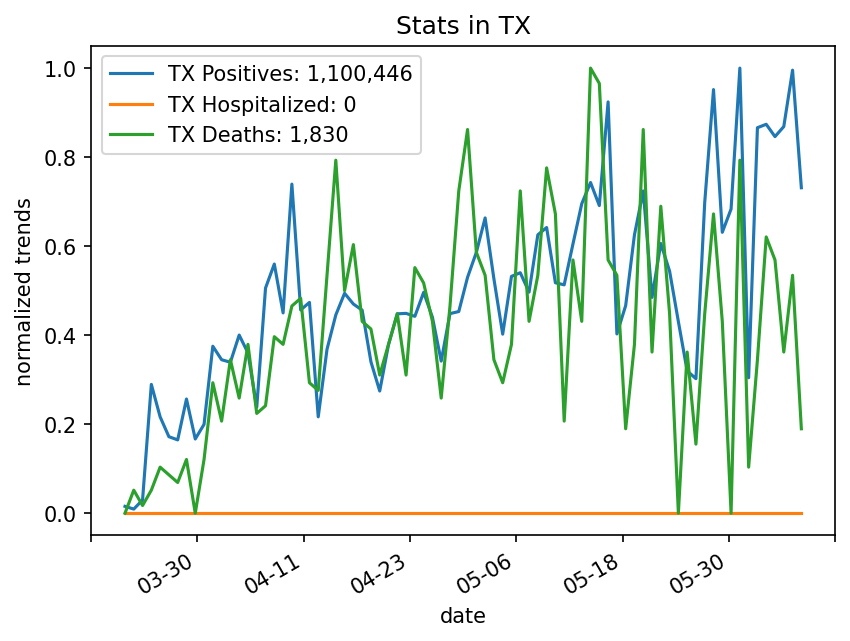 Stats in TX
TX Positives: 1,100,446
TX Hospitalized: 0
TX Deaths: 1,830
normalized trends
1.0
0.8
0.6
0.4
0.2
0.0
03-30
04-11
04-23
05-06
05-18
05-30
date